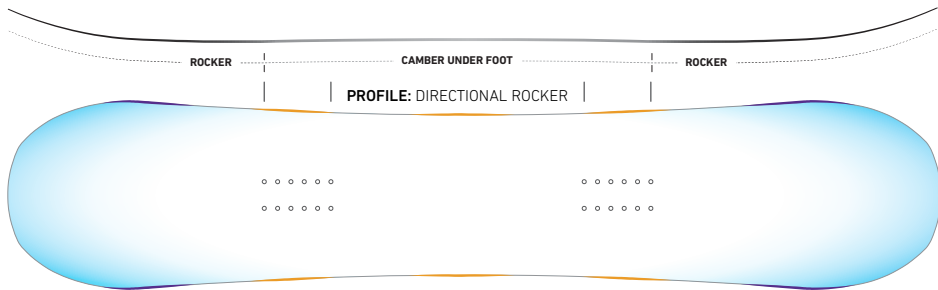 ROCKER CAMBER UNDER FOOT ROCKER
PROFILE: DIRECTIONAL ROCKER